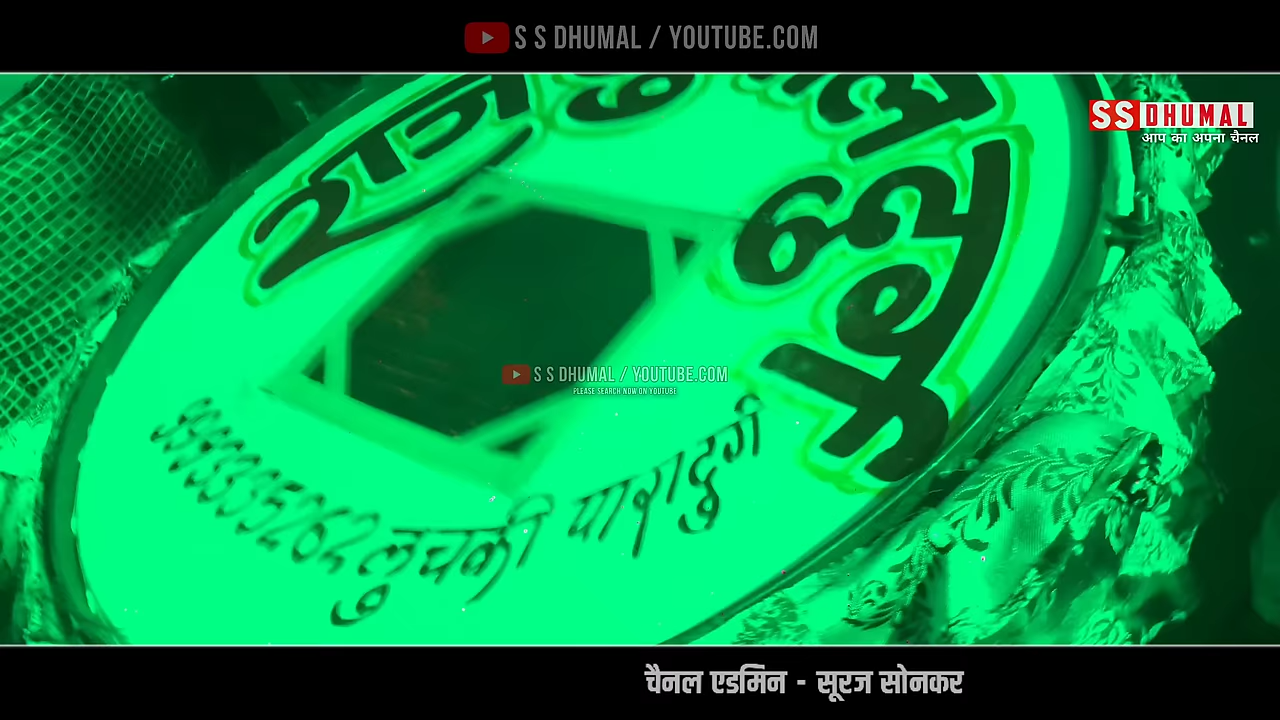 S S DHUMAL / YOUTUBE.COM
SS DHUMAL
आप का अपना चैनल
राजू
ग्रुप
S S DHUMAL / YOUTUBE.COM
PLEASE SEARCH NOW ON YOUTUBE
लुचकी पारा दुर्ग
चैनल एडमिन - सूरज सोनकर